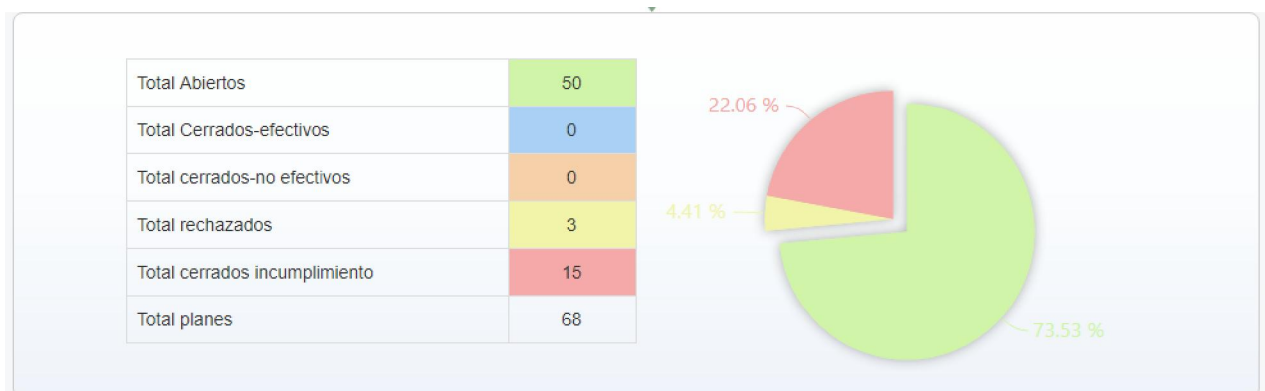 Total Abiertos 50
Total Cerrados-efectivos 0
Total cerrados-no efectivos 0
Total rechazados 3
Total cerrados incumplimiento 15
Total planes 68
22.06 %
4.41 %
73.53 %